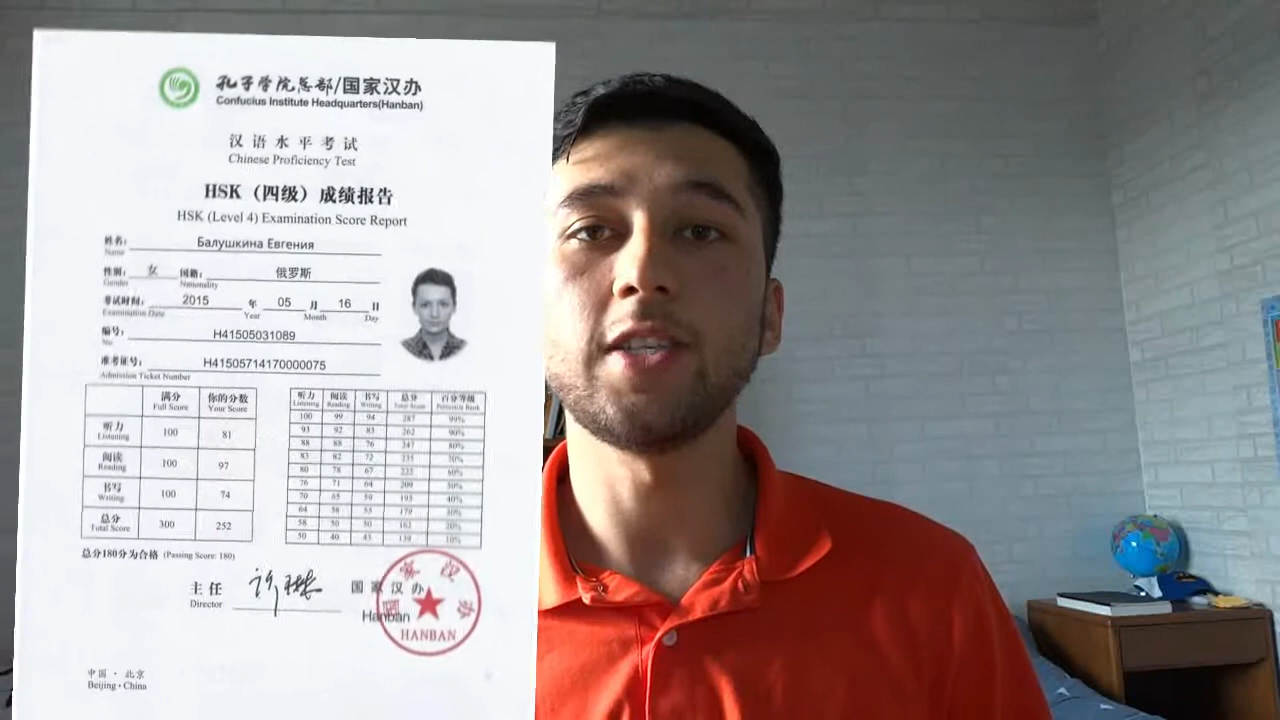 孔子学院总部/国家汉办
Confucius Institute Headquarters(Hanban)
汉语水平考试
Chinese Proficiency Test
HSK（四级）成绩报告
HSK (Level 4) Examination Score Report
姓名： Балушкина Евгения
Name
性别： 女 国籍： 俄罗斯
Gender Nationality
考试时间： 2015 年 05 月 16 日
Examination Date Year Month Day
编号： H41505031089
No
准考证号： H41505714170000075
Admission Ticket Number
满分 你的分数
Full Score Your Score
听力 100 81
Listening
阅读 100 97
Reading
书写 100 74
Writing
总分 300 252
Total Score
听力 阅读 书写 总分 百分等级
Listening Reading Writing Total Score Percentile Rank
100 99 94 287 99%
93 92 83 262 90%
88 88 76 247 80%
83 82 72 235 70%
80 78 67 222 60%
76 71 64 209 50%
70 65 59 195 40%
64 58 55 179 30%
58 50 50 162 20%
50 40 43 139 10%
总分180分为合格 (Passing Score: 180)
主任 国家汉办
Director Hanban
国家汉办
HANBAN
中国·北京
Beijing·China